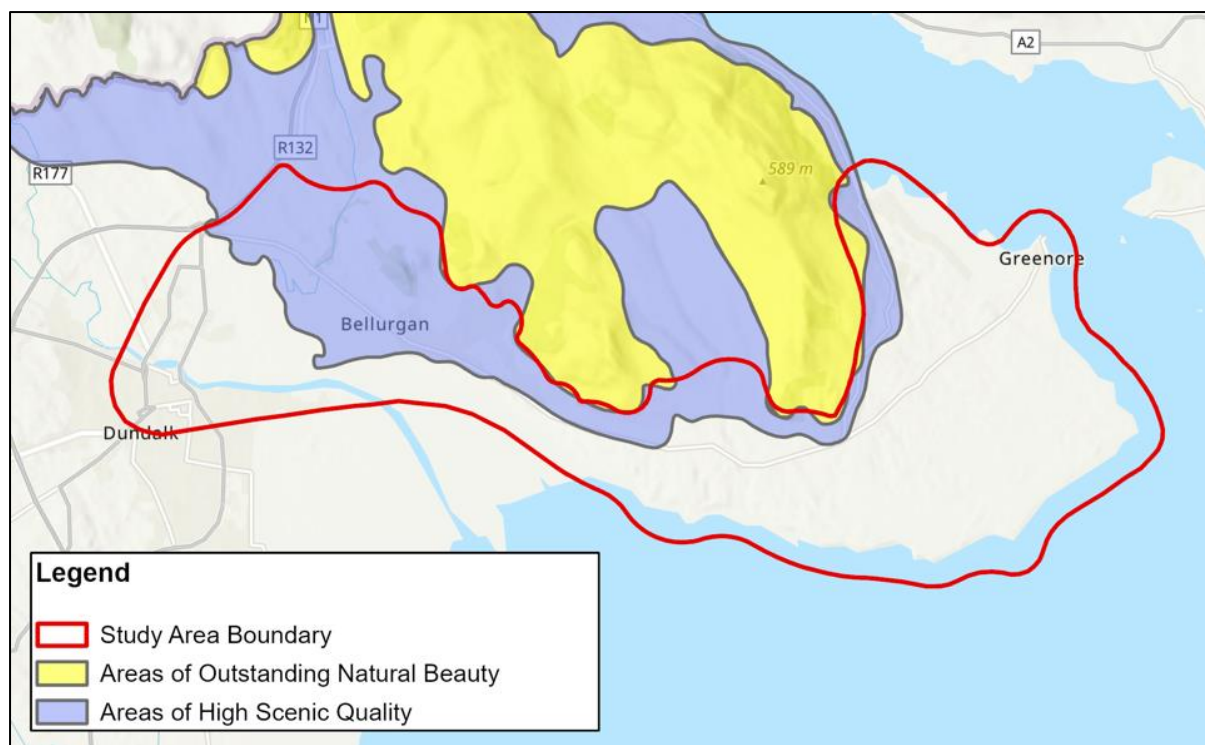 A2
R132
R177
589 m
Greenore
Bellurgan
Dundalk
Legend
Study Area Boundary
Areas of Outstanding Natural Beauty
Areas of High Scenic Quality